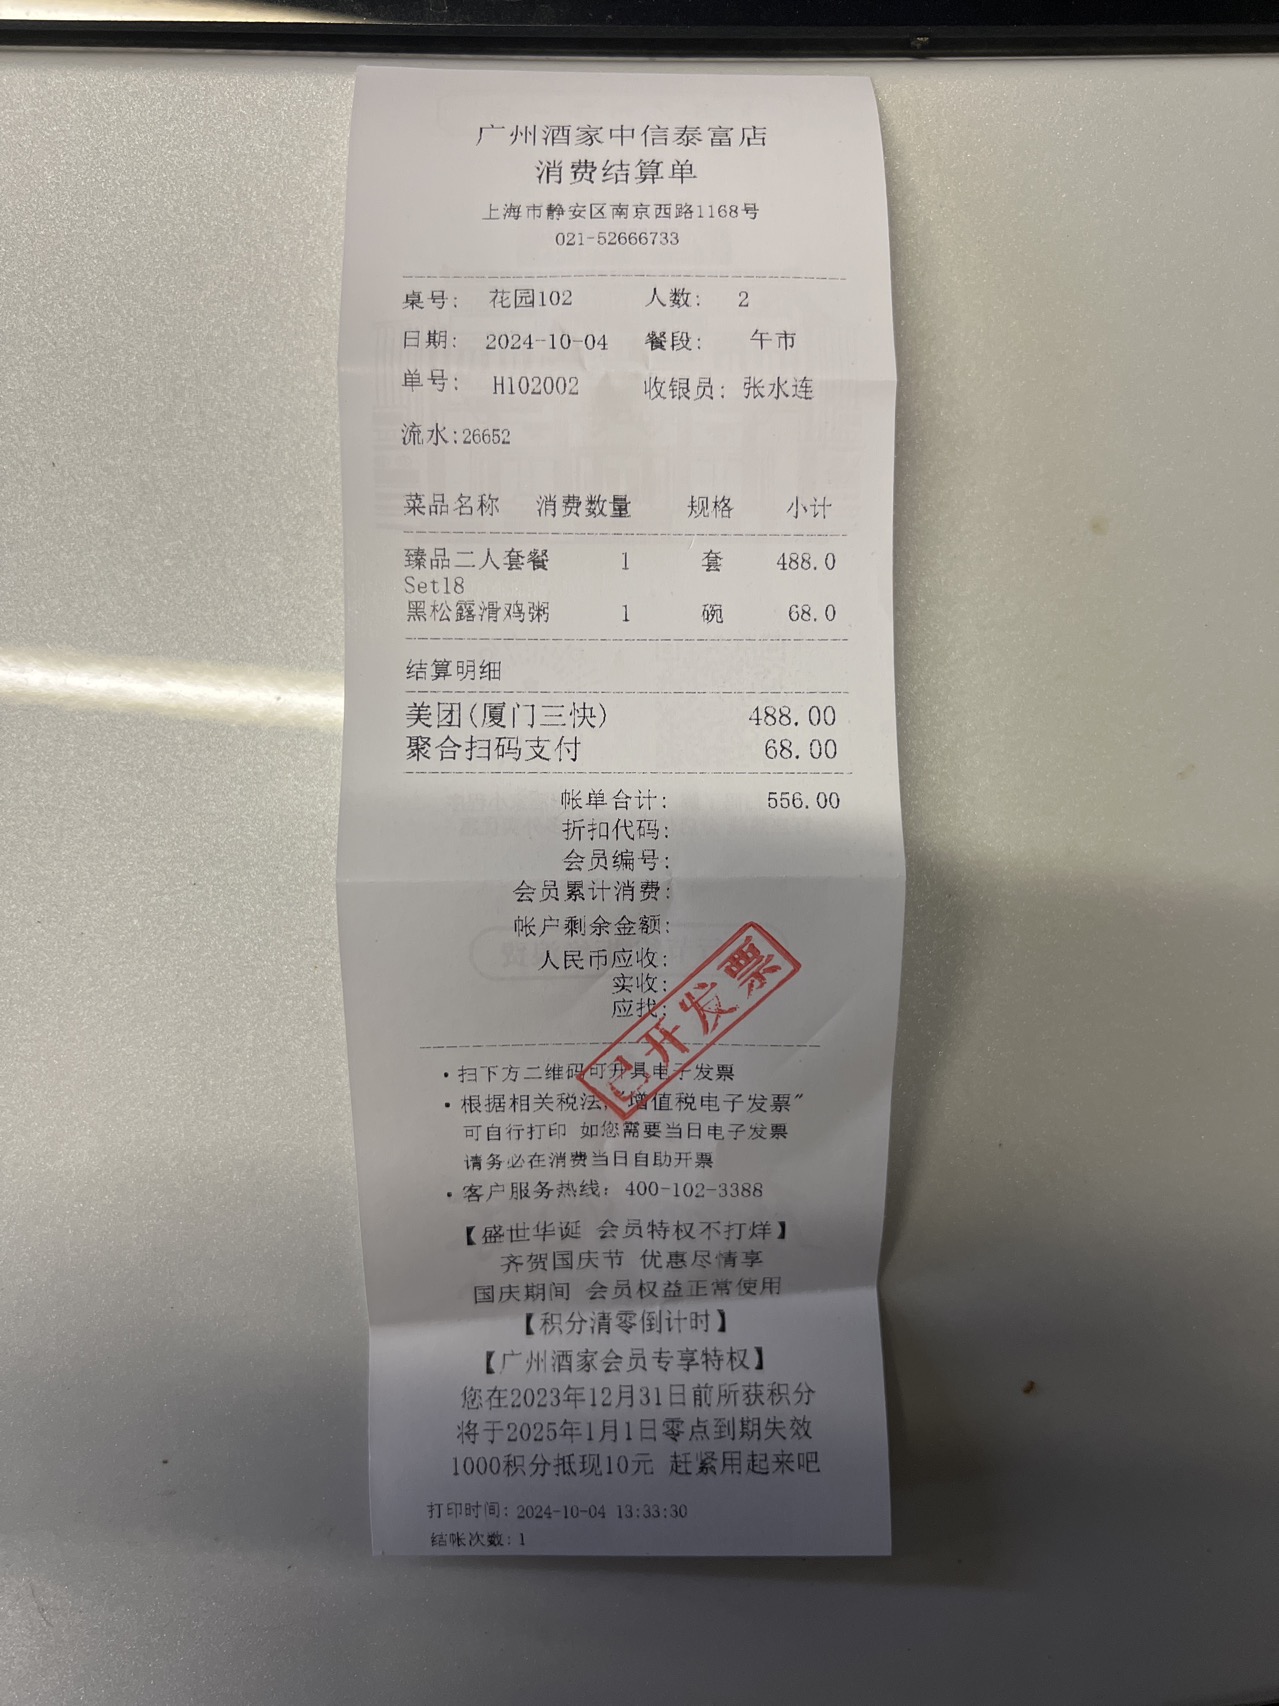 广州酒家中信泰富店
消费结算单
上海市静安区南京西路1168号
021-52666733
桌号: 花园102 人数: 2
日期: 2024-10-04 餐段: 午市
单号: H102002 收银员: 张水连
流水:26652
菜品名称 消费数量 规格 小计
臻品二人套餐 1 套 488.0
Set18
黑松露滑鸡粥 1 碗 68.0
结算明细
美团(厦门三快) 488.00
聚合扫码支付 68.00
帐单合计: 556.00
折扣代码:
会员编号:
会员累计消费:
帐户剩余金额:
人民币应收:
实收:
应找:
已开发票
·扫下方二维码可开具电子发票
·根据相关税法,"增值税电子发票"
可自行打印 如您需要当日电子发票
请务必在消费当日自助开票
·客户服务热线: 400-102-3388
【盛世华诞 会员特权不打烊】
齐贺国庆节 优惠尽情享
国庆期间 会员权益正常使用
【积分清零倒计时】
【广州酒家会员专享特权】
您在2023年12月31日前所获积分
将于2025年1月1日零点到期失效
1000积分抵现10元 赶紧用起来吧
打印时间: 2024-10-04 13:33:30
结帐次数: 1